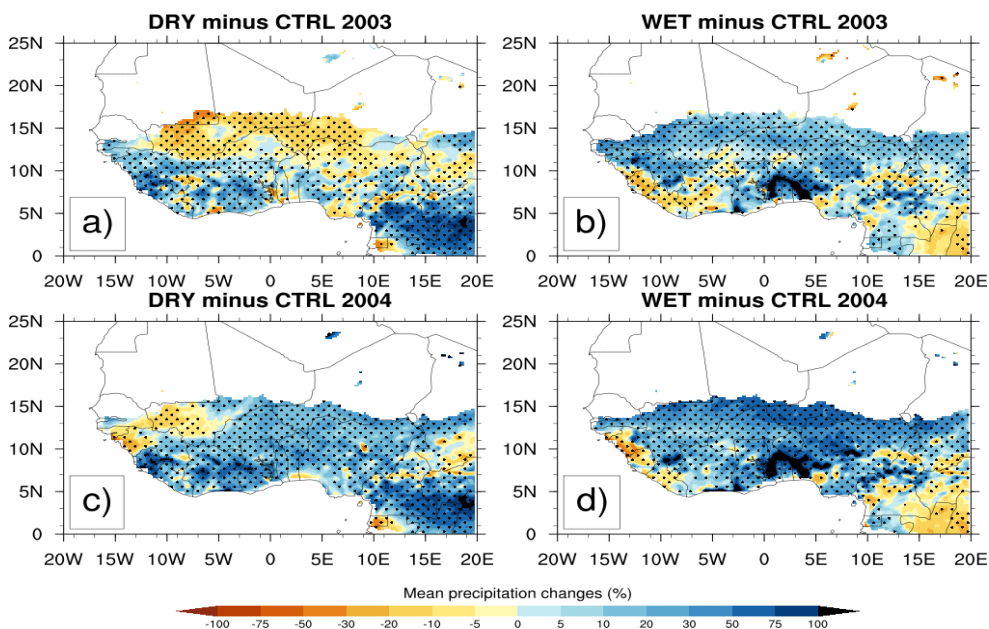 DRY minus CTRL 2003 WET minus CTRL 2003
25N 25N
20N 20N
15N 15N
10N 10N
5N 5N
a) b)
0 0
20W 15W 10W 5W 0 5E 10E 15E 20E 20W 15W 10W 5W 0 5E 10E 15E 20E
DRY minus CTRL 2004 WET minus CTRL 2004
25N 25N
20N 20N
15N 15N
10N 10N
5N 5N
c) d)
0 0
20W 15W 10W 5W 0 5E 10E 15E 20E 20W 15W 10W 5W 0 5E 10E 15E 20E
Mean precipitation changes (%)
-100 -75 -50 -30 -10 -5 0 5 10 20 30 50 75 100